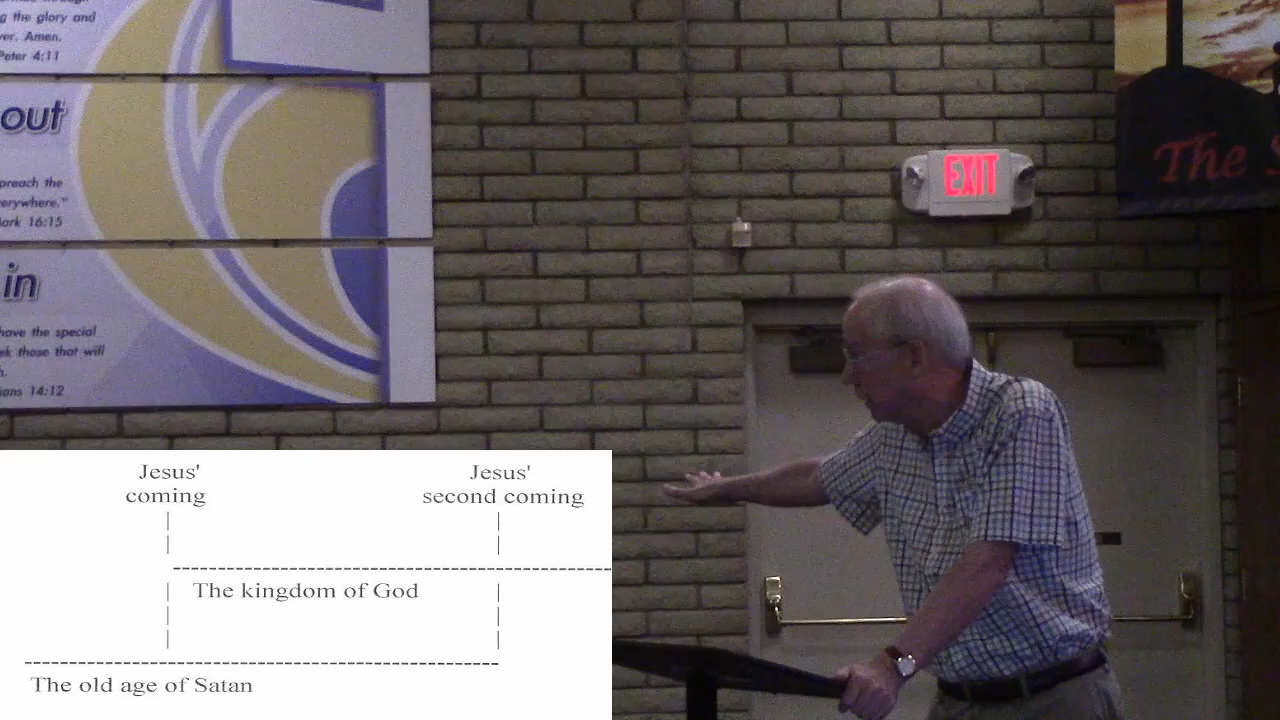 g the glory and
ver. Amen.
Peter 4:11
out
preach the
erywhere."
ark 16:15
in
have the special
ek those that will
h.
ians 14:12
EXIT
The S
Jesus'
coming
Jesus'
second coming
The kingdom of God
The old age of Satan